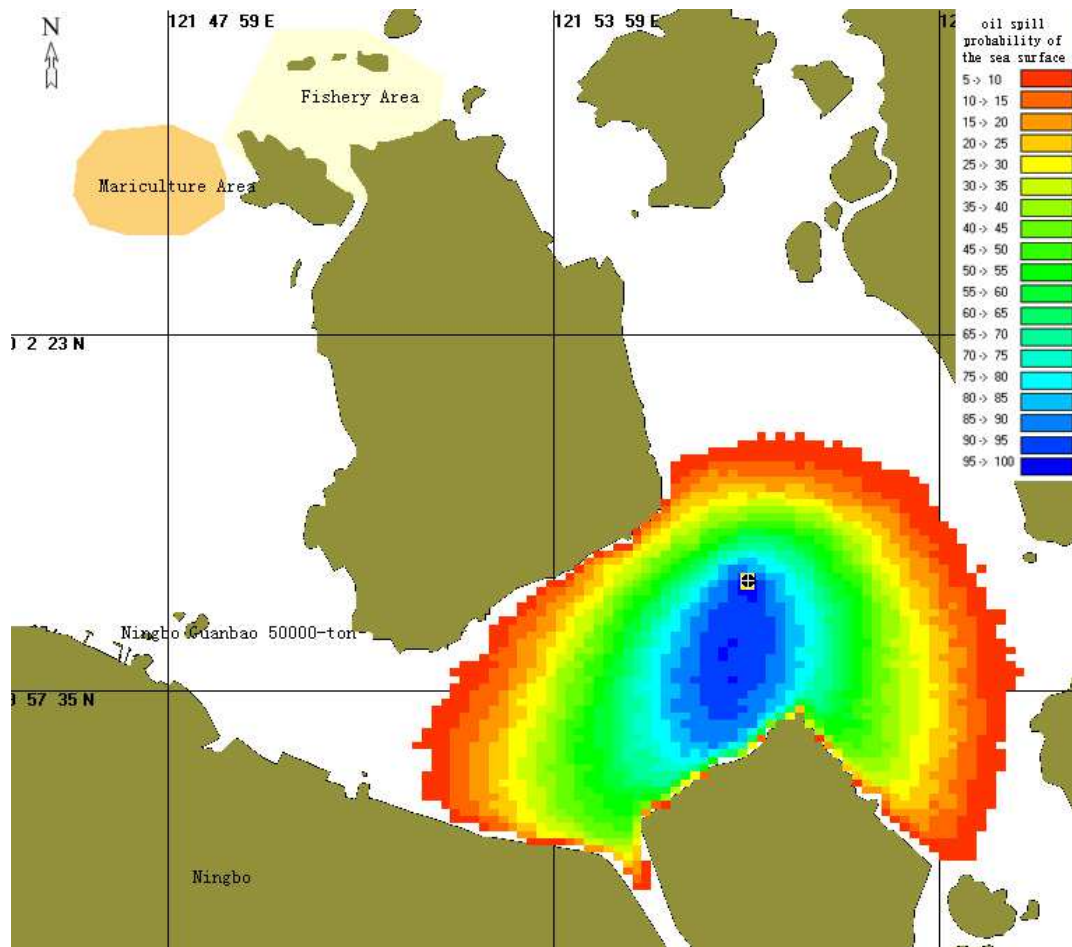 N
121 47 59 E
121 53 59 E
oil spill
probability of
the sea surface
5-> 10
10-> 15
15-> 20
20-> 25
25-> 30
30-> 35
35-> 40
40-> 45
45-> 50
50-> 55
55-> 60
60-> 65
65-> 70
70-> 75
75-> 80
80-> 85
85-> 90
90-> 95
95-> 100
Fishery Area
Mariculture Area
2 23 N
Ningbo Guanbao 50000-ton
57 35 N
Ningbo